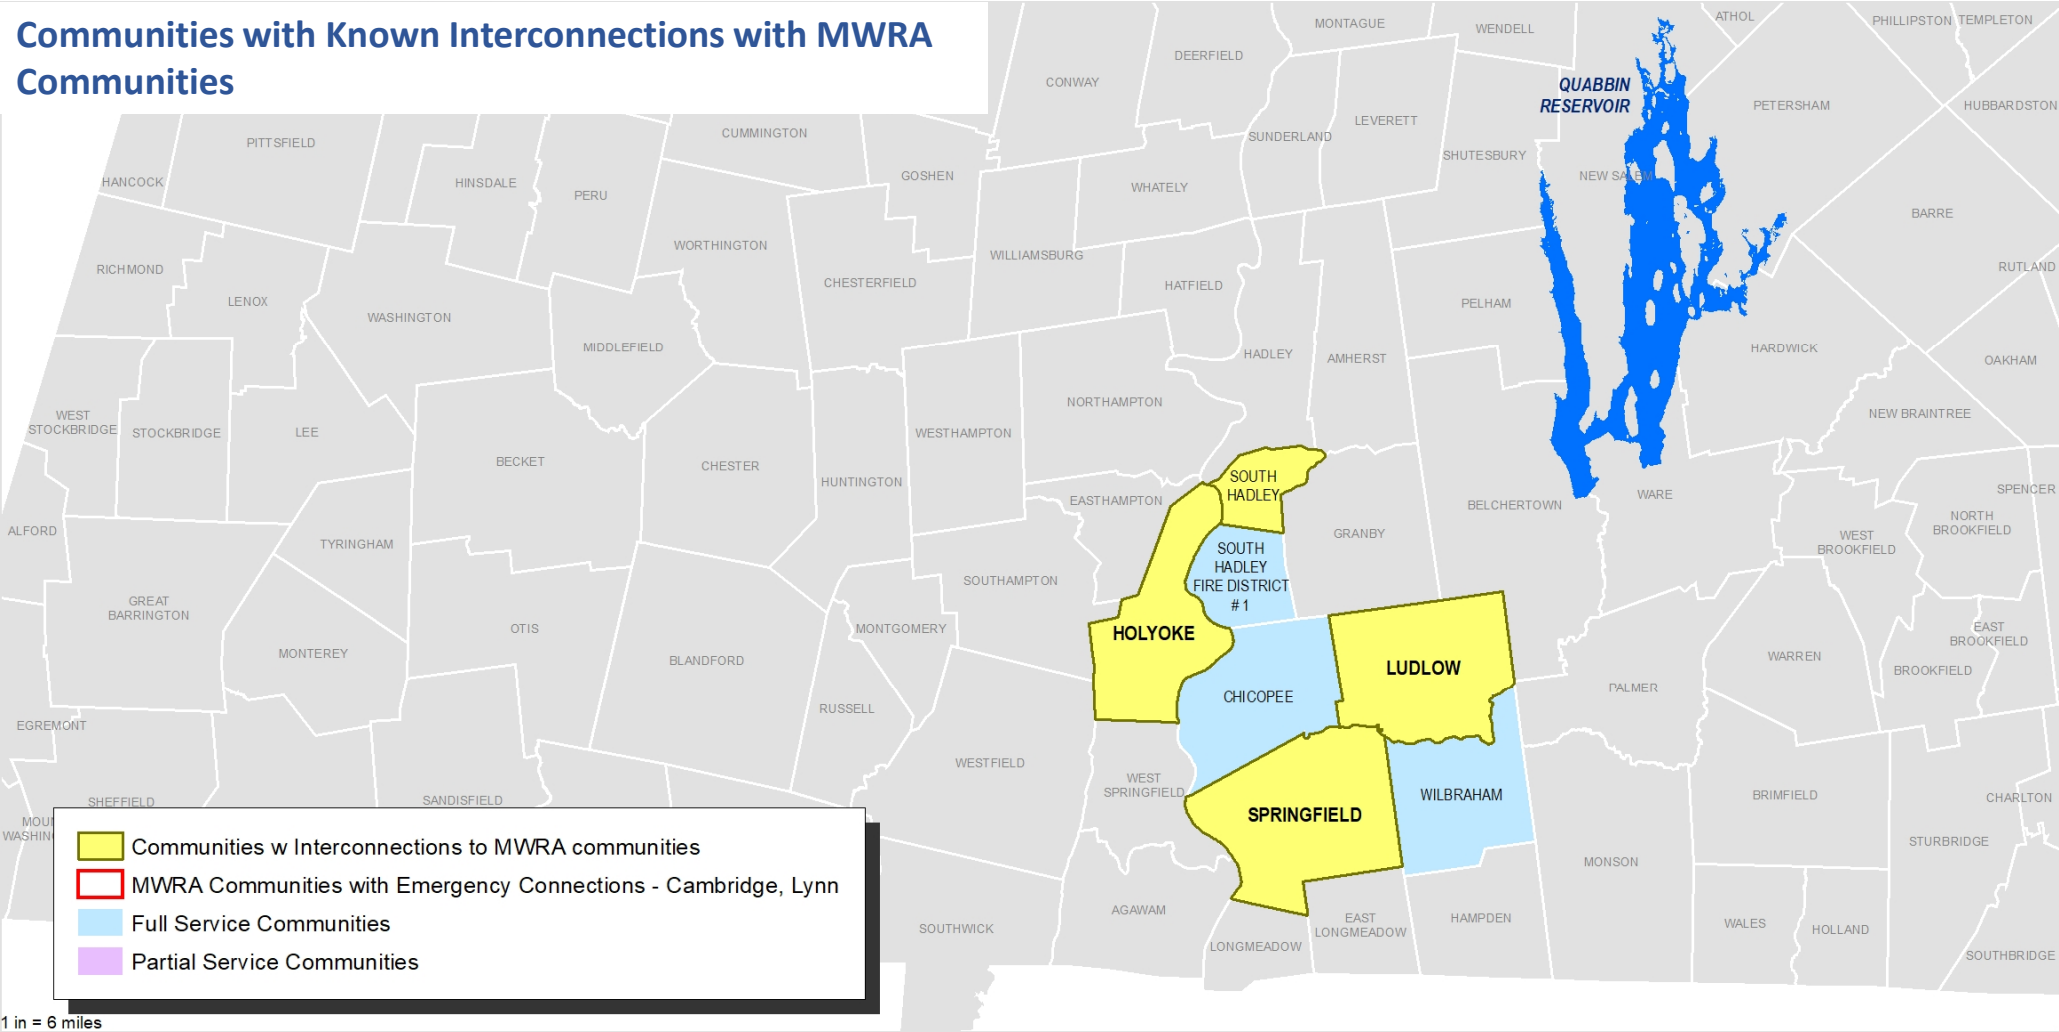 Communities with Known Interconnections with MWRA
Communities
MONTAGUE
WENDELL
ATHOL
PHILLIPSTON
TEMPLETON
DEERFIELD
CONWAY
QUABBIN
RESERVOIR
PETERSHAM
HUBBARDSTON
LEVERETT
SUNDERLAND
CUMMINGTON
PITTSFIELD
SHUTESBURY
NEW SALEM
GOSHEN
HANCOCK
HINSDALE
PERU
WHATELY
BARRE
WORTHINGTON
WILLIAMSBURG
RICHMOND
RUTLAND
CHESTERFIELD
HATFIELD
LENOX
PELHAM
WASHINGTON
MIDDLEFIELD
HADLEY
AMHERST
HARDWICK
OAKHAM
NORTHAMPTON
NEW BRAINTREE
WEST
STOCKBRIDGE
STOCKBRIDGE
LEE
WESTHAMPTON
BECKET
CHESTER
HUNTINGTON
SOUTH
HADLEY
EASTHAMPTON
BELCHERTOWN
WARE
SPENCER
NORTH
BROOKFIELD
ALFORD
TYRINGHAM
GRANBY
WEST
BROOKFIELD
SOUTH
HADLEY
FIRE DISTRICT
# 1
SOUTHAMPTON
GREAT
BARRINGTON
OTIS
MONTGOMERY
HOLYOKE
EAST
BROOKFIELD
MONTEREY
BLANDFORD
LUDLOW
WARREN
BROOKFIELD
PALMER
CHICOPEE
RUSSELL
EGREMONT
WESTFIELD
WEST
SPRINGFIELD
WILBRAHAM
BRIMFIELD
CHARLTON
SHEFFIELD
SANDISFIELD
SPRINGFIELD
MOU
WASHIN
STURBRIDGE
MONSON
AGAWAM
SOUTHWICK
EAST
LONGMEADOW
LONGMEADOW
HAMPDEN
WALES
HOLLAND
SOUTHBRIDGE
Communities w Interconnections to MWRA communities
MWRA Communities with Emergency Connections - Cambridge, Lynn
Full Service Communities
Partial Service Communities
1 in = 6 miles